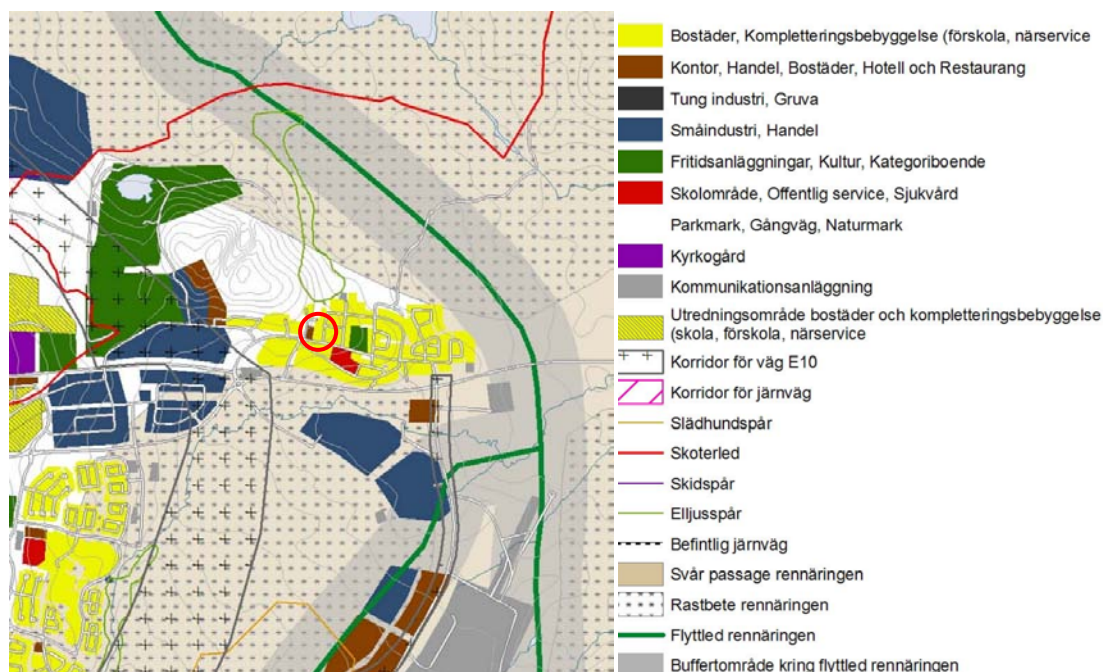 Bostäder, Kompletteringsbebyggelse (förskola, närservice
Kontor, Handel, Bostäder, Hotell och Restaurang
Tung industri, Gruva
Småindustri, Handel
Fritidsanläggningar, Kultur, Kategoriboende
Skolområde, Offentlig service, Sjukvård
Parkmark, Gångväg, Naturmark
Kyrkogård
Kommunikationsanläggning
Utredningsområde bostäder och kompletteringsbebyggelse
(skola, förskola, närservice
Korridor för väg E10
Korridor för järnväg
Slädhundspår
Skoterled
Skidspår
Elljusspår
Befintlig järnväg
Svår passage rennäringen
Rastbete rennäringen
Flyttled rennäringen
Buffertområde kring flyttled rennäringen